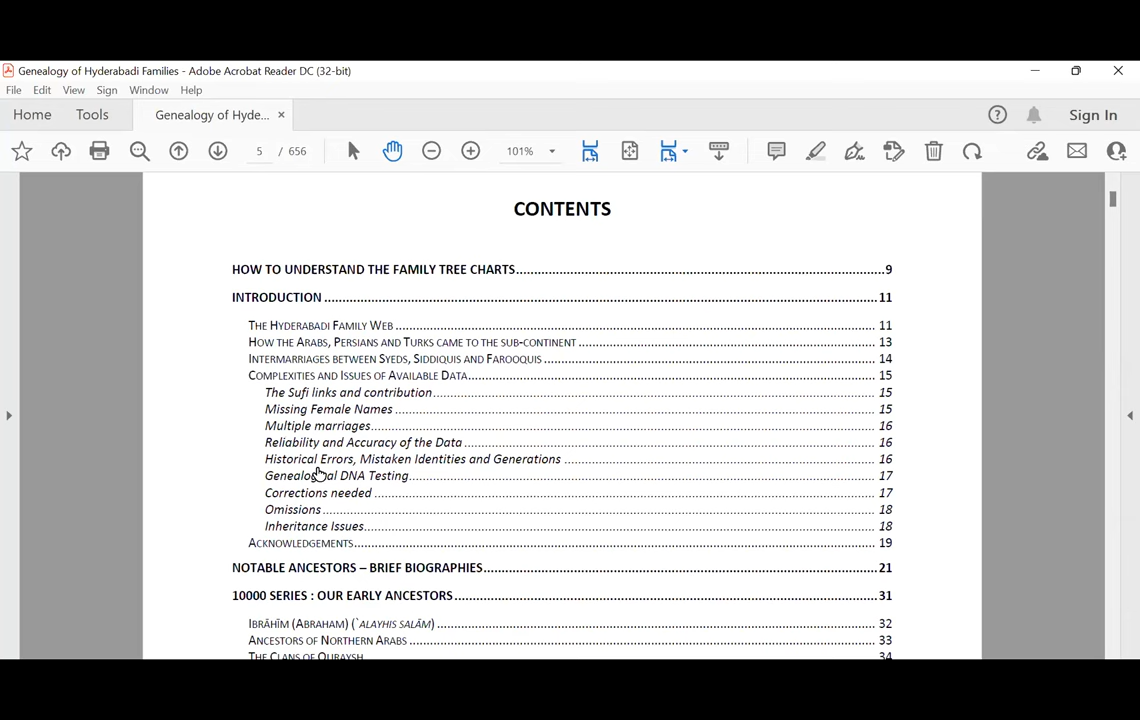 Genealogy of Hyderabadi Families - Adobe Acrobat Reader DC (32-bit)
File Edit View Sign Window Help
Home Tools Genealogy of Hyde... × Sign In
5 / 656 101%
CONTENTS
HOW TO UNDERSTAND THE FAMILY TREE CHARTS 9
INTRODUCTION 11
THE HYDERABADI FAMILY WEB 11
HOW THE ARABS, PERSIANS AND TURKS CAME TO THE SUB-CONTINENT 13
INTERMARRIAGES BETWEEN SYEDS, SIDDIQUIS AND FAROOQUIS 14
COMPLEXITIES AND ISSUES OF AVAILABLE DATA 15
The Sufi links and contribution 15
Missing Female Names 15
Multiple marriages 16
Reliability and Accuracy of the Data 16
Historical Errors, Mistaken Identities and Generations 16
Genealogical DNA Testing 17
Corrections needed 17
Omissions 18
Inheritance Issues 18
ACKNOWLEDGEMENTS 19
NOTABLE ANCESTORS – BRIEF BIOGRAPHIES 21
10000 SERIES : OUR EARLY ANCESTORS 31
IBRĀHĪM (ABRAHAM) (`ALAYHIS SALĀM) 32
ANCESTORS OF NORTHERN ARABS 33
THE CLANS OF QURAYSH 34